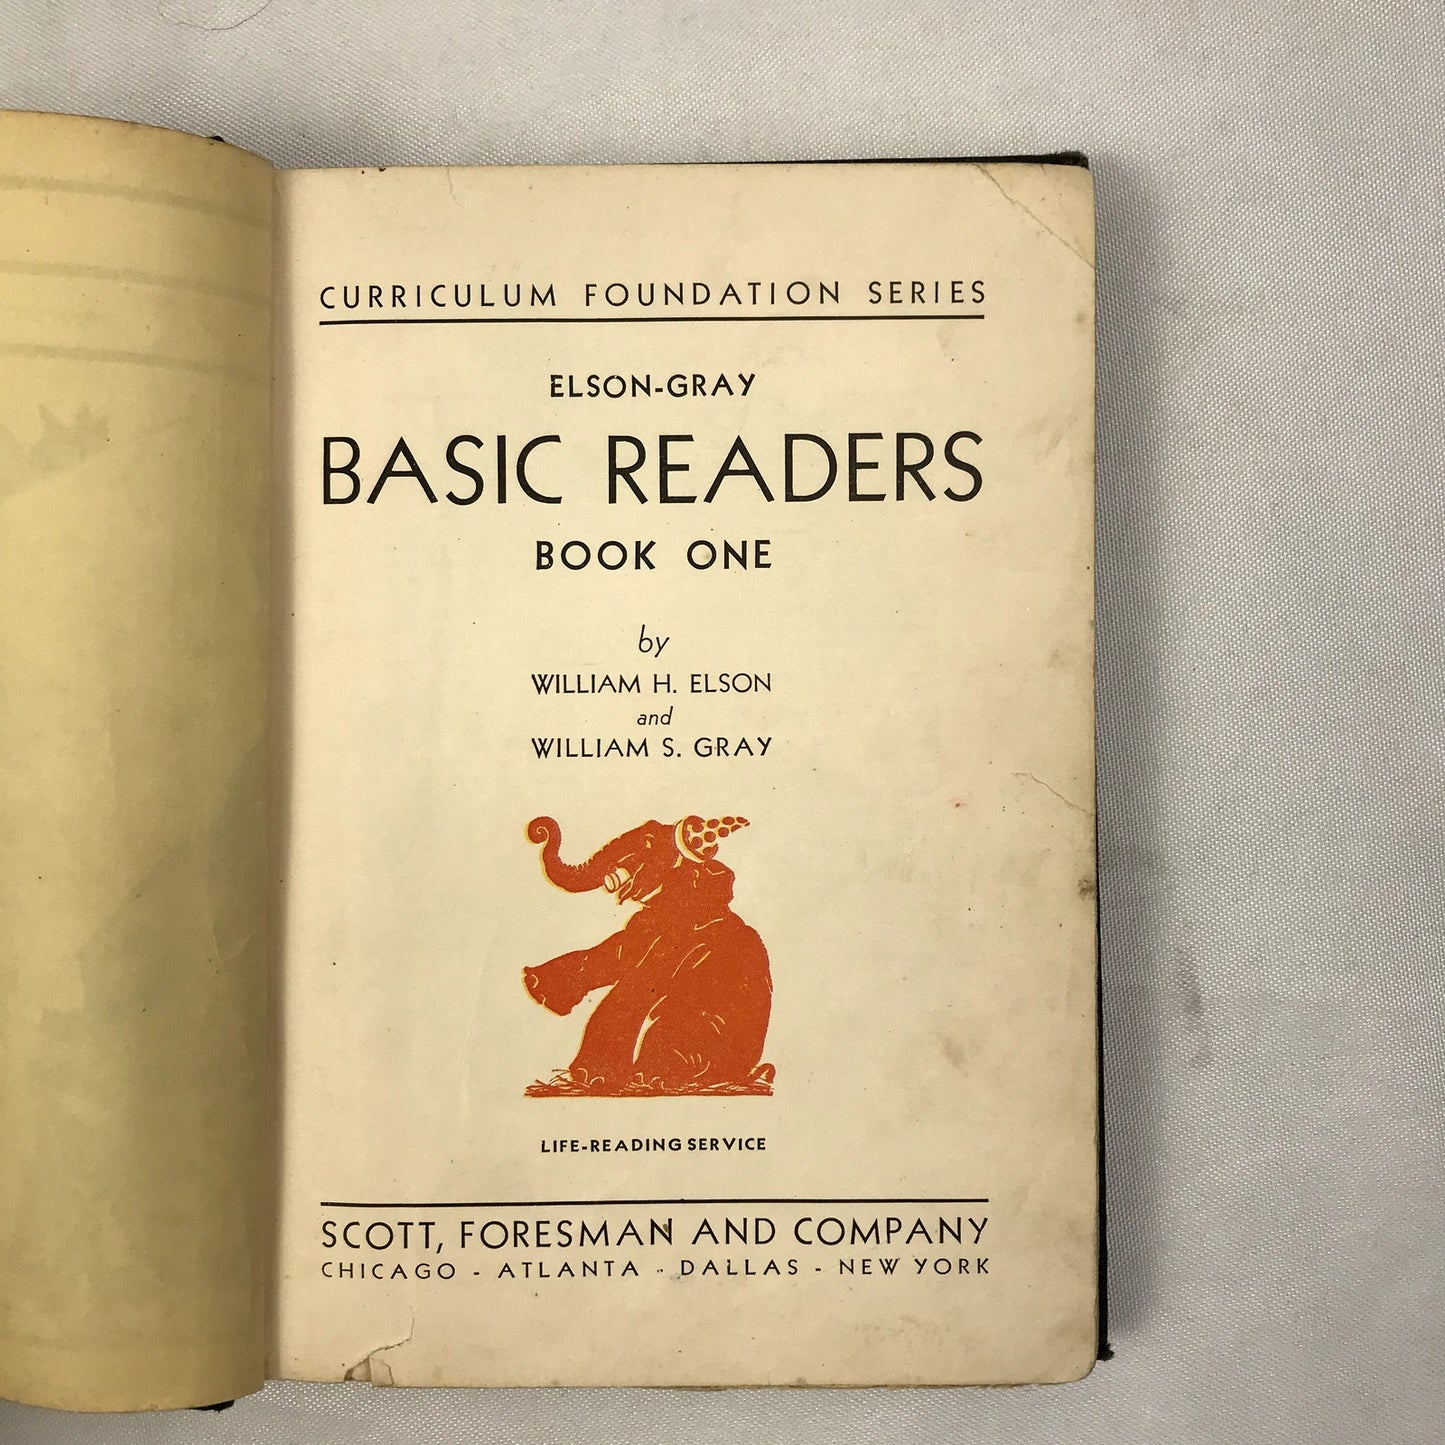 CURRICULUM FOUNDATION SERIES
ELSON-GRAY
BASIC READERS
BOOK ONE
by
WILLIAM H. ELSON
and
WILLIAM S. GRAY
LIFE-READING SERVICE
SCOTT, FORESMAN AND COMPANY
CHICAGO - ATLANTA - DALLAS - NEW YORK